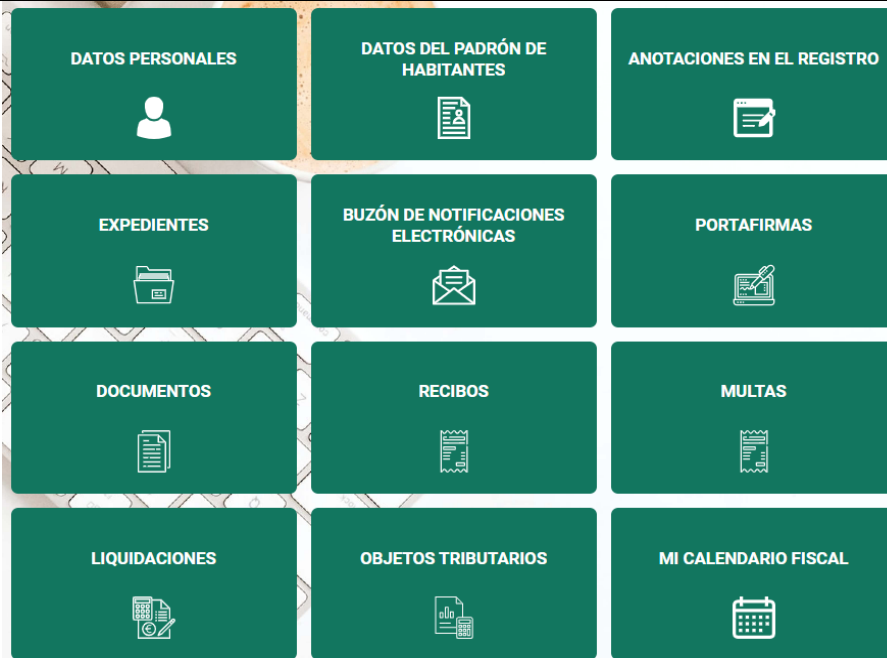 DATOS PERSONALES
DATOS DEL PADRÓN DE
HABITANTES
ANOTACIONES EN EL REGISTRO
EXPEDIENTES
BUZÓN DE NOTIFICACIONES
ELECTRÓNICAS
PORTAFIRMAS
DOCUMENTOS
RECIBOS
MULTAS
LIQUIDACIONES
OBJETOS TRIBUTARIOS
MI CALENDARIO FISCAL